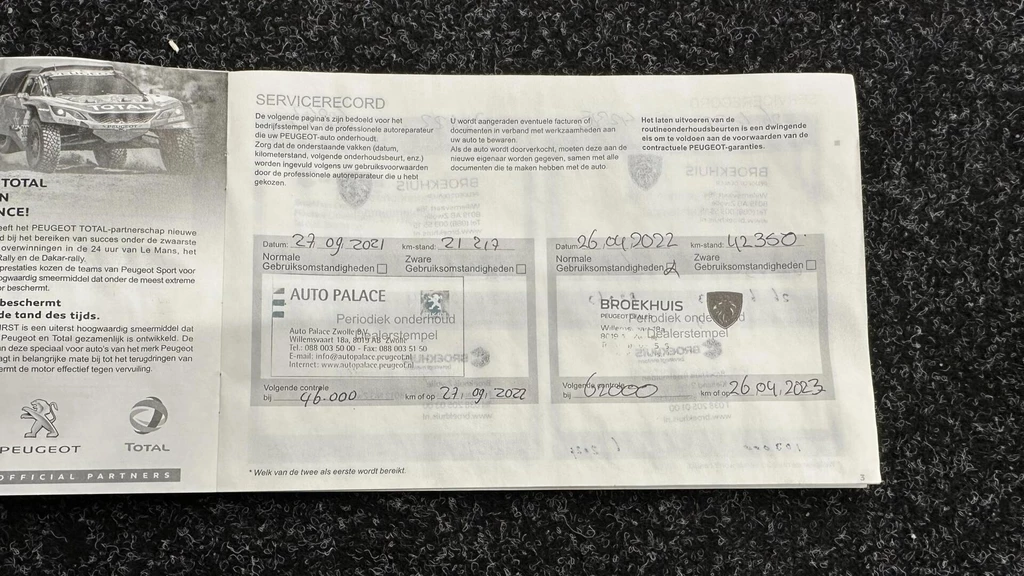 TOTAL
TOTAL
N
NCE!
eeft het PEUGEOT TOTAL-partnerschap nieuwe
d bij het bereiken van succes onder de zwaarste
overwinningen in de 24 uur van Le Mans, het
Rally en de Dakar-rally.
prestaties kozen de teams van Peugeot Sport voor
oogwaardig smeermiddel dat onder de meest extreme
r beschermt.
beschermt
de tand des tijds.
IRST is een uiterst hoogwaardig smeermiddel dat
Peugeot en Total gezamenlijk is ontwikkeld. De
n deze speciaal voor auto's van het merk Peugeot
agt in belangrijke mate bij tot het terugdringen van
ermt de motor effectief tegen vervuiling.
PEUGEOT
TOTAL
OFFICIAL PARTNERS
SERVICERECORD
De volgende pagina's zijn bedoeld voor het
bedrijfsstempel van de professionele autoreparateur
die uw PEUGEOT-auto onderhoudt.
Zorg dat de onderstaande vakken (datum,
kilometerstand, volgende onderhoudsbeurt, enz.)
worden ingevuld volgens uw gebruiksvoorwaarden
door de professionele autoreparateur die u hebt
gekozen.
U wordt aangeraden eventuele facturen of
documenten in verband met werkzaamheden aan
uw auto te bewaren.
Als de auto wordt doorverkocht, moeten deze aan de
nieuwe eigenaar worden gegeven, samen met alle
documenten die te maken hebben met de auto.
Het laten uitvoeren van de
routineonderhoudsbeurten is een dwingende
eis om te voldoen aan de voorwaarden van de
contractuele PEUGEOT-garanties.
Datum: 27 09 2021 km-stand: 21 217
Normale
Gebruiksomstandigheden
Zware
Gebruiksomstandigheden
AUTO PALACE
Periodiek onderhoud
Dealerstempel
Auto Palace Zwolle B.V.
Willemsvaart 18a, 8019 AB Zwolle
Tel.: 088 003 50 00 - Fax: 088 003 51 50
E-mail: info@autopalace.peugeot.nl
Internet: www.autopalace.peugeot.nl
Volgende controle
bij 46.000 km of op 27.09.2022
Datum: 26 04 2022 km-stand: 42350
Normale
Gebruiksomstandigheden
Zware
Gebruiksomstandigheden
BROEKHUIS
PEUGEOT DEALER
Periodiek onderhoud
Dealerstempel
Volgende controle
bij 62000 km of op 26.04.2023
* Welk van de twee als eerste wordt bereikt.
3